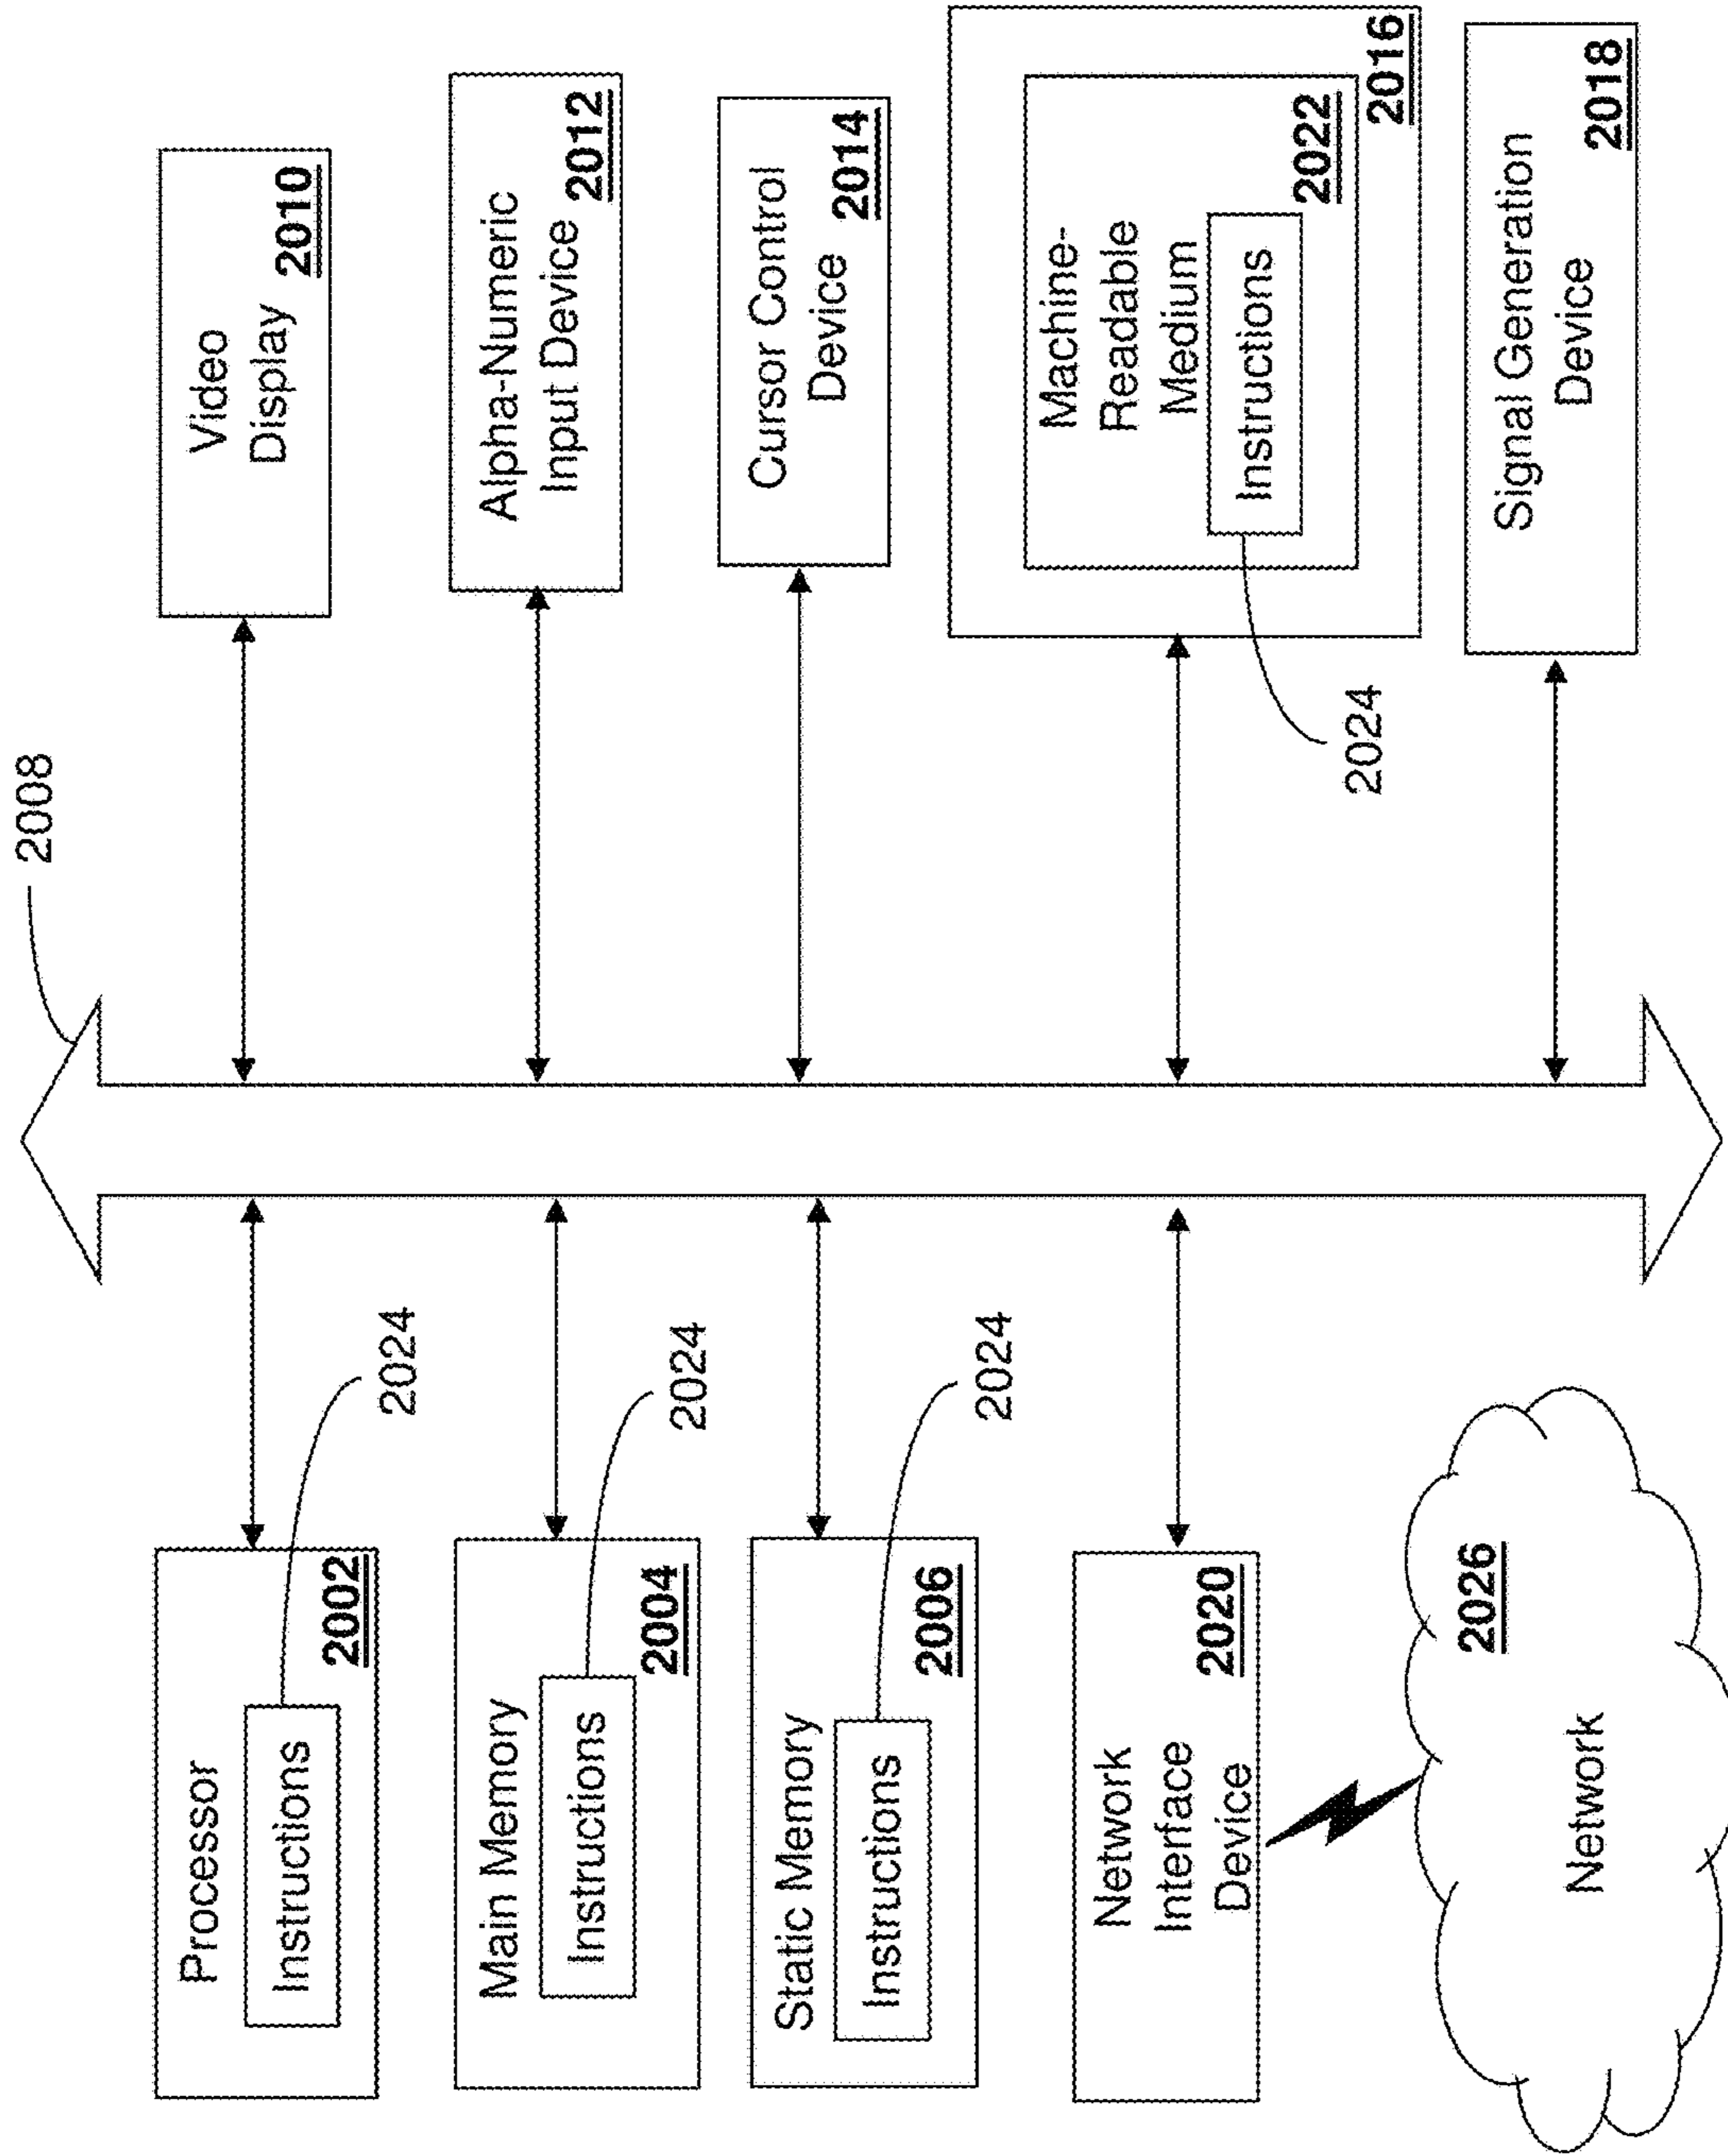 2008
Processor
Instructions
2002
2024
Main Memory
Instructions
2004
2024
Static Memory
Instructions
2006
2024
Network
Interface
Device
2020
2026
Network
Video
Display
2010
Alpha-Numeric
Input Device
2012
Cursor Control
Device
2014
Machine-
Readable
Medium
2022
Instructions
2024
2016
Signal Generation
Device
2018